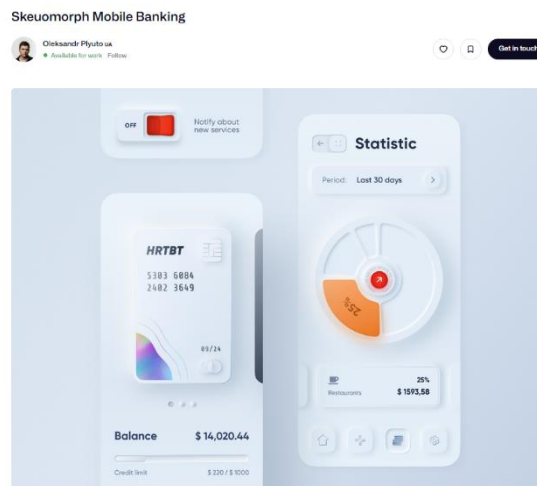 Skeuomorph Mobile Banking
Oleksandr Plyuto UA
Available for work Follow
Get in touch
OFF
Notify about
new services
HRTBT
5303 6084
2402 3649
09/24
Balance $ 14,020.44
Credit limit $ 220 / $ 1000
Statistic
Period: Last 30 days
25%
25%
Restaurants $ 1593,58